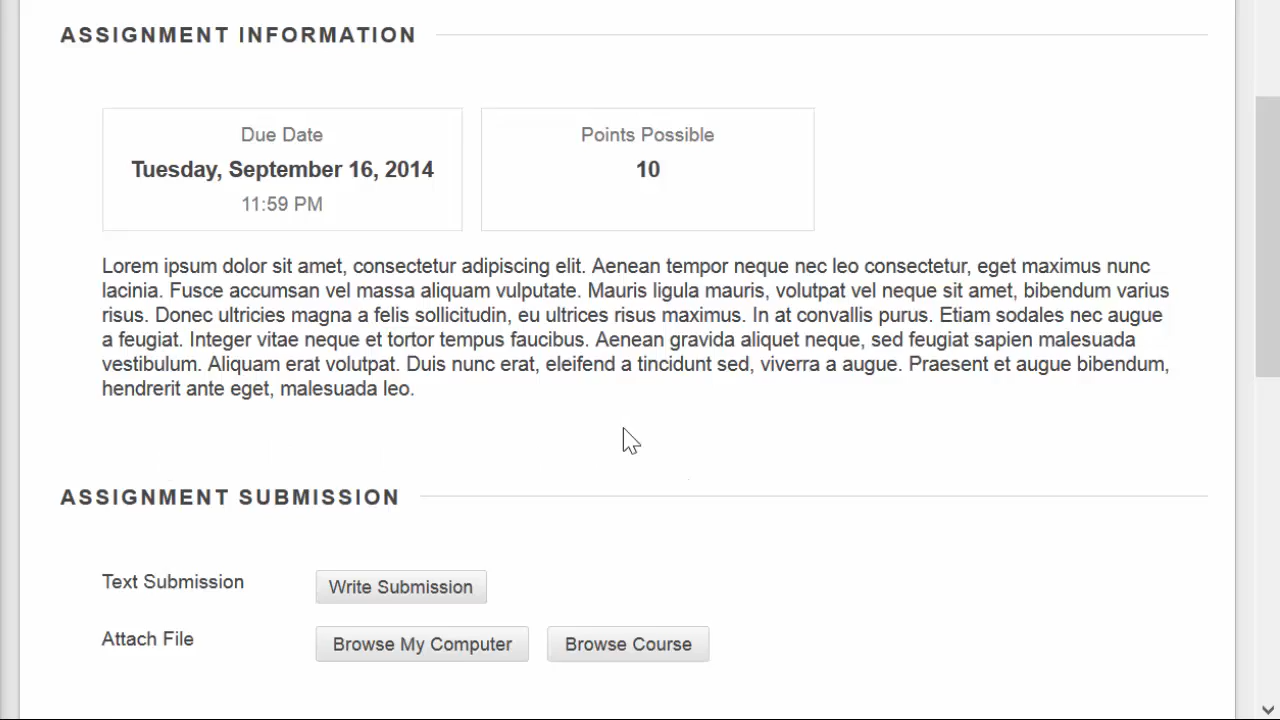 ASSIGNMENT INFORMATION
Due Date
Tuesday, September 16, 2014
11:59 PM
Points Possible
10
Lorem ipsum dolor sit amet, consectetur adipiscing elit. Aenean tempor neque nec leo consectetur, eget maximus nunc
lacinia. Fusce accumsan vel massa aliquam vulputate. Mauris ligula mauris, volutpat vel neque sit amet, bibendum varius
risus. Donec ultricies magna a felis sollicitudin, eu ultrices risus maximus. In at convallis purus. Etiam sodales nec augue
a feugiat. Integer vitae neque et tortor tempus faucibus. Aenean gravida aliquet neque, sed feugiat sapien malesuada
vestibulum. Aliquam erat volutpat. Duis nunc erat, eleifend a tincidunt sed, viverra a augue. Praesent et augue bibendum,
hendrerit ante eget, malesuada leo.
ASSIGNMENT SUBMISSION
Text Submission
Write Submission
Attach File
Browse My Computer
Browse Course